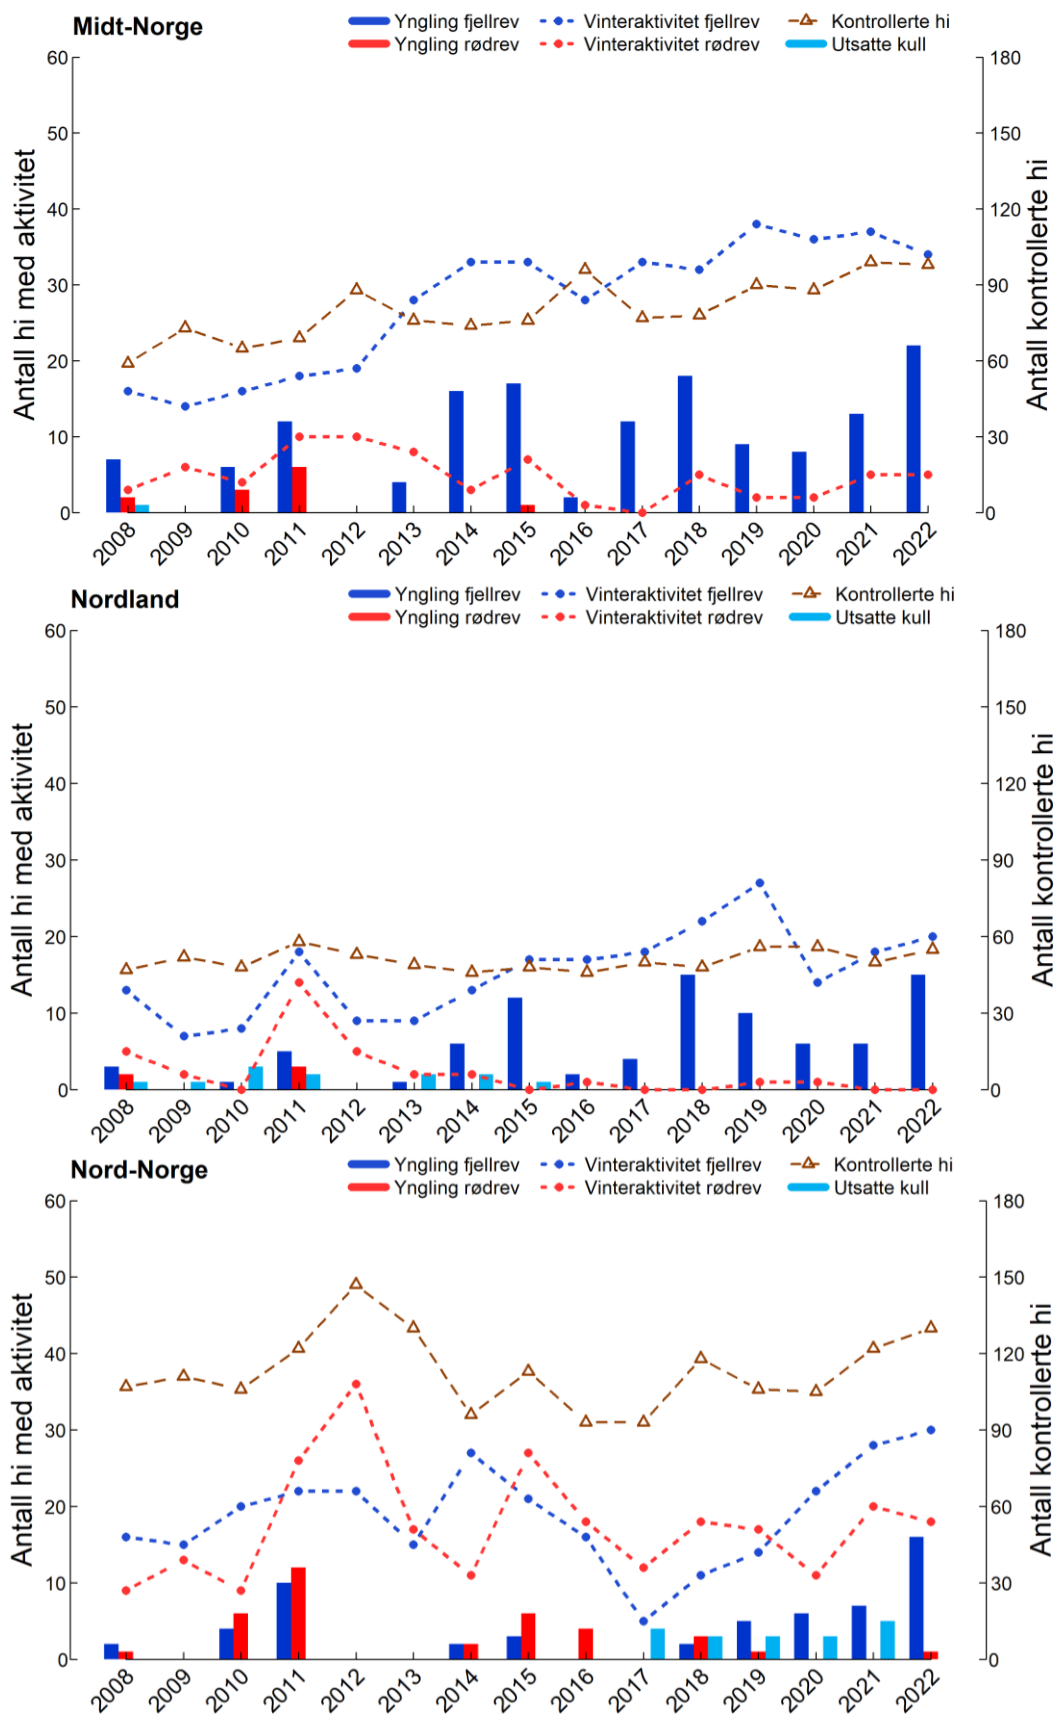 Midt-Norge
Yngling fjellrev Vinteraktivitet fjellrev Kontrollerte hi
Yngling rødrev Vinteraktivitet rødrev Utsatte kull
60 180
50 150
40 120
30 90
20 60
10 30
0 0
Antall hi med aktivitet
Antall kontrollerte hi
2008 2009 2010 2011 2012 2013 2014 2015 2016 2017 2018 2019 2020 2021 2022
Nordland
Yngling fjellrev Vinteraktivitet fjellrev Kontrollerte hi
Yngling rødrev Vinteraktivitet rødrev Utsatte kull
60 180
50 150
40 120
30 90
20 60
10 30
0 0
Antall hi med aktivitet
Antall kontrollerte hi
2008 2009 2010 2011 2012 2013 2014 2015 2016 2017 2018 2019 2020 2021 2022
Nord-Norge
Yngling fjellrev Vinteraktivitet fjellrev Kontrollerte hi
Yngling rødrev Vinteraktivitet rødrev Utsatte kull
60 180
50 150
40 120
30 90
20 60
10 30
0 0
Antall hi med aktivitet
Antall kontrollerte hi
2008 2009 2010 2011 2012 2013 2014 2015 2016 2017 2018 2019 2020 2021 2022